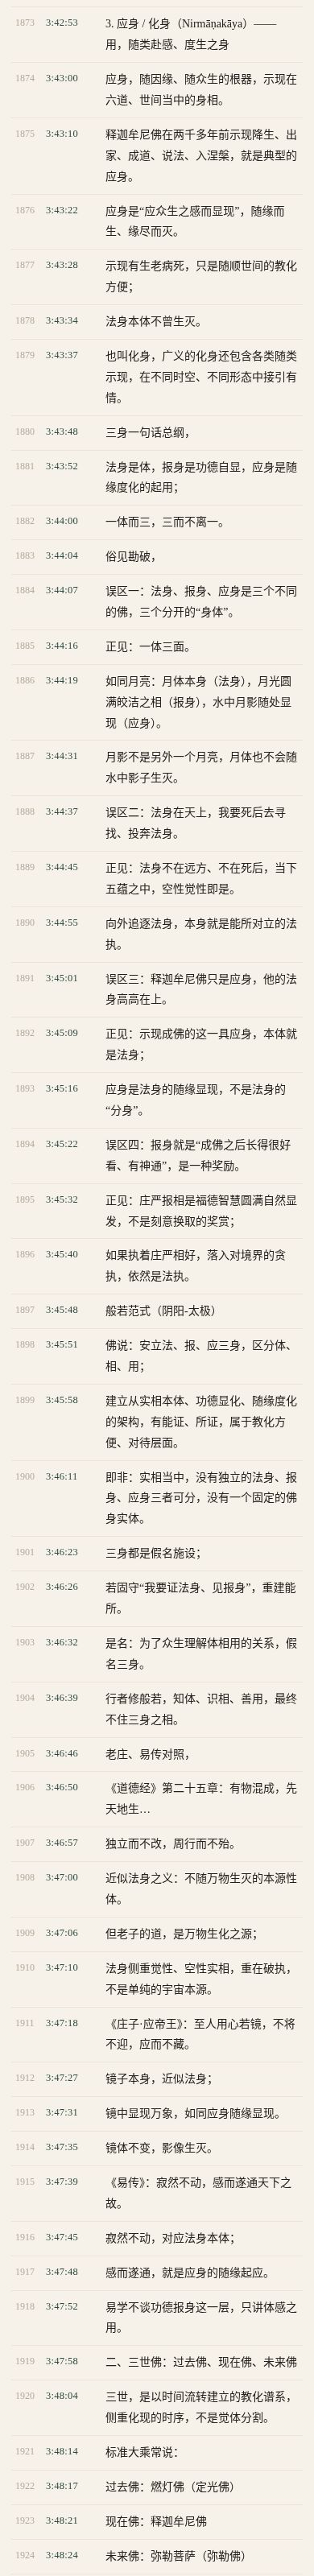 1873 3:42:53 3. 应身 / 化身（Nirmāṇakāya）——
用，随类赴感、度生之身
1874 3:43:00 应身，随因缘、随众生的根器，示现在
六道、世间当中的身相。
1875 3:43:10 释迦牟尼佛在两千多年前示现降生、出
家、成道、说法、入涅槃，就是典型的
应身。
1876 3:43:22 应身是“应众生之感而显现”，随缘而
生、缘尽而灭。
1877 3:43:28 示现有生老病死，只是随顺世间的教化
方便；
1878 3:43:34 法身本体不曾生灭。
1879 3:43:37 也叫化身，广义的化身还包含各类随类
示现，在不同时空、不同形态中接引有
情。
1880 3:43:48 三身一句话总纲，
1881 3:43:52 法身是体，报身是功德自显，应身是随
缘度化的起用；
1882 3:44:00 一体而三，三而不离一。
1883 3:44:04 俗见勘破，
1884 3:44:07 误区一：法身、报身、应身是三个不同
的佛，三个分开的“身体”。
1885 3:44:16 正见：一体三面。
1886 3:44:19 如同月亮：月体本身（法身），月光圆
满皎洁之相（报身），水中月影随处显
现（应身）。
1887 3:44:31 月影不是另外一个月亮，月体也不会随
水中影子生灭。
1888 3:44:37 误区二：法身在天上，我要死后去寻
找、投奔法身。
1889 3:44:45 正见：法身不在远方、不在死后，当下
五蕴之中，空性觉性即是。
1890 3:44:55 向外追逐法身，本身就是能所对立的法
执。
1891 3:45:01 误区三：释迦牟尼佛只是应身，他的法
身高高在上。
1892 3:45:09 正见：示现成佛的这一具应身，本体就
是法身；
1893 3:45:16 应身是法身的随缘显现，不是法身的
“分身”。
1894 3:45:22 误区四：报身就是“成佛之后长得很好
看、有神通”，是一种奖励。
1895 3:45:32 正见：庄严报相是福德智慧圆满自然显
发，不是刻意换取的奖赏；
1896 3:45:40 如果执着庄严相好，落入对境界的贪
执，依然是法执。
1897 3:45:48 般若范式（阴阳-太极）
1898 3:45:51 佛说：安立法、报、应三身，区分体、
相、用；
1899 3:45:58 建立从实相本体、功德显化、随缘度化
的架构，有能证、所证，属于教化方
便、对待层面。
1900 3:46:11 即非：实相当中，没有独立的法身、报
身、应身三者可分，没有一个固定的佛
身实体。
1901 3:46:23 三身都是假名施设；
1902 3:46:26 若固守“我要证法身、见报身”，重建能
所。
1903 3:46:32 是名：为了众生理解体相用的关系，假
名三身。
1904 3:46:39 行者修般若，知体、识相、善用，最终
不住三身之相。
1905 3:46:46 老庄、易传对照，
1906 3:46:50 《道德经》第二十五章：有物混成，先
天地生…
1907 3:46:57 独立而不改，周行而不殆。
1908 3:47:00 近似法身之义：不随万物生灭的本源性
体。
1909 3:47:06 但老子的道，是万物生化之源；
1910 3:47:10 法身侧重觉性、空性实相，重在破执，
不是单纯的宇宙本源。
1911 3:47:18 《庄子·应帝王》：至人用心若镜，不将
不迎，应而不藏。
1912 3:47:27 镜子本身，近似法身；
1913 3:47:31 镜中显现万象，如同应身随缘显现。
1914 3:47:35 镜体不变，影像生灭。
1915 3:47:39 《易传》：寂然不动，感而遂通天下之
故。
1916 3:47:45 寂然不动，对应法身本体；
1917 3:47:48 感而遂通，就是应身的随缘起应。
1918 3:47:52 易学不谈功德报身这一层，只讲体感之
用。
1919 3:47:58 二、三世佛：过去佛、现在佛、未来佛
1920 3:48:04 三世，是以时间流转建立的教化谱系，
侧重化现的时序，不是觉体分割。
1921 3:48:14 标准大乘常说：
1922 3:48:17 过去佛：燃灯佛（定光佛）
1923 3:48:21 现在佛：释迦牟尼佛
1924 3:48:24 未来佛：弥勒菩萨（弥勒佛）